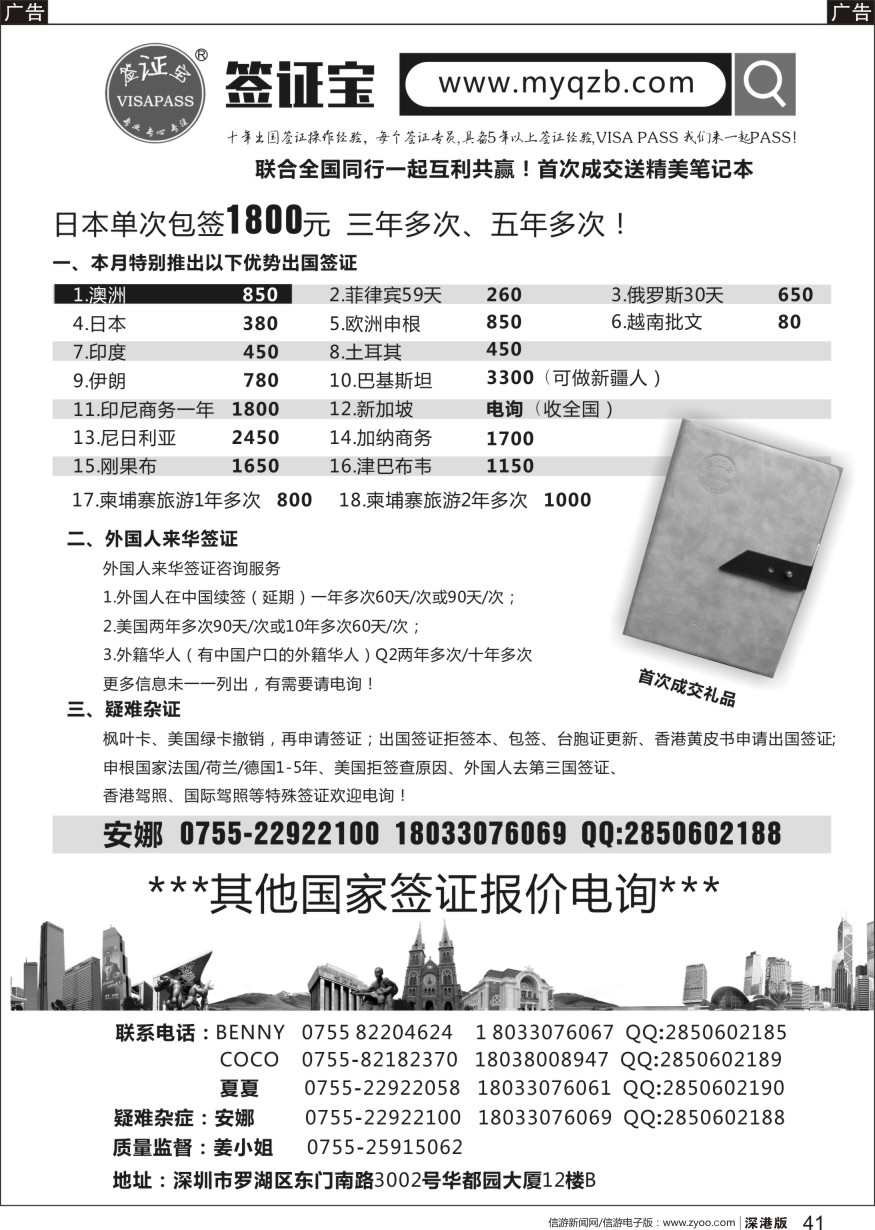 广告 广告
签证宝
VISAPASS
专业 专心 专注
®
签证宝 www.myqzb.com
十年出国签证操作经验，每个签证专员,具备5年以上签证经验,VISA PASS 我们来一起PASS!
联合全国同行一起互利共赢！首次成交送精美笔记本
日本单次包签1800元 三年多次、五年多次！
一、本月特别推出以下优势出国签证
1.澳洲 850 2.菲律宾59天 260 3.俄罗斯30天 650
4.日本 380 5.欧洲申根 850 6.越南批文 80
7.印度 450 8.土耳其 450
9.伊朗 780 10.巴基斯坦 3300（可做新疆人）
11.印尼商务一年 1800 12.新加坡 电询（收全国）
13.尼日利亚 2450 14.加纳商务 1700
15.刚果布 1650 16.津巴布韦 1150
17.柬埔寨旅游1年多次 800 18.柬埔寨旅游2年多次 1000
二、外国人来华签证
外国人来华签证咨询服务
1.外国人在中国续签（延期）一年多次60天/次或90天/次；
2.美国两年多次90天/次或10年多次60天/次；
3.外籍华人（有中国户口的外籍华人）Q2两年多次/十年多次
更多信息未一一列出，有需要请电询！
首次成交礼品
三、疑难杂证
枫叶卡、美国绿卡撤销，再申请签证；出国签证拒签本、包签、台胞证更新、香港黄皮书申请出国签证;
申根国家法国/荷兰/德国1-5年、美国拒签查原因、外国人去第三国签证、
香港驾照、国际驾照等特殊签证欢迎电询！
安娜 0755-22922100 18033076069 QQ:2850602188
***其他国家签证报价电询***
联系电话：BENNY 0755 82204624 1 8033076067 QQ:2850602185
COCO 0755-82182370 18038008947 QQ:2850602189
夏夏 0755-22922058 18033076061 QQ:2850602190
疑难杂症：安娜 0755-22922100 18033076069 QQ:2850602188
质量监督：姜小姐 0755-25915062
地址：深圳市罗湖区东门南路3002号华都园大厦12楼B
信游新闻网/信游电子版：www.zyoo.com 深港版 41